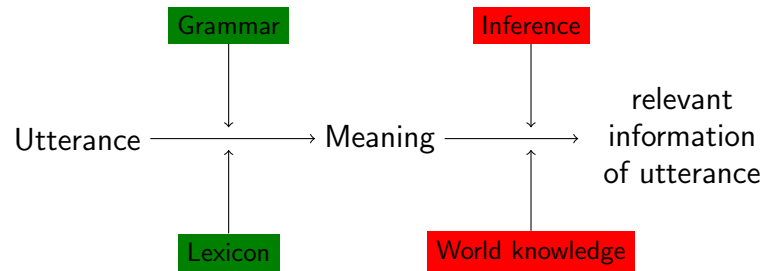 Grammar
Inference
Utterance
Meaning
relevant
information
of utterance
Lexicon
World knowledge